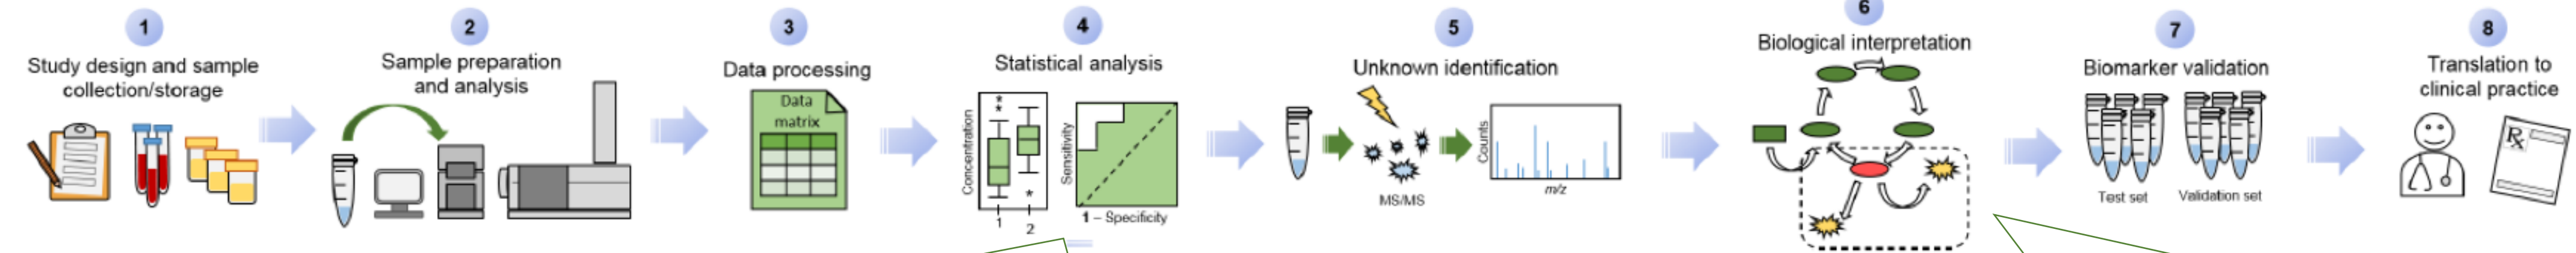 1
Study design and sample
collection/storage
2
Sample preparation
and analysis
3
Data processing
Data
matrix
4
Statistical analysis
Concentration
1
2
Sensitivity
1 – Specificity
5
Unknown identification
MS/MS
Counts
m/z
6
Biological interpretation
7
Biomarker validation
Test set
Validation set
8
Translation to
clinical practice
Rx